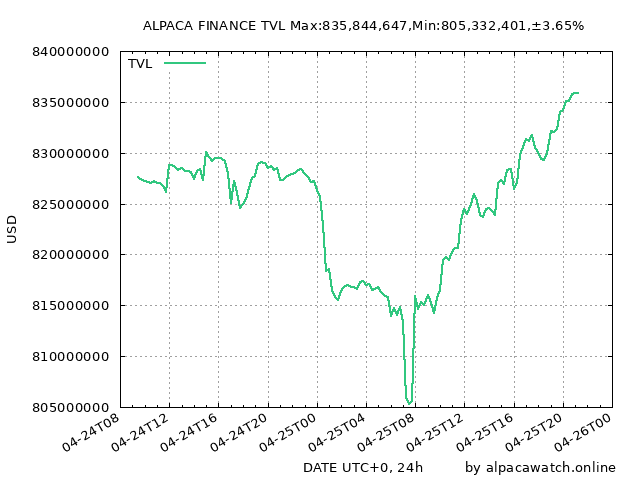 ALPACA FINANCE TVL Max:835,844,647,Min:805,332,401,±3.65%
840000000
TVL
835000000
830000000
825000000
820000000
815000000
810000000
805000000
USD
04-24T08
04-24T12
04-24T16
04-24T20
04-25T00
04-25T04
04-25T08
04-25T12
04-25T16
04-25T20
04-26T00
DATE UTC+0, 24h
by alpacawatch.online